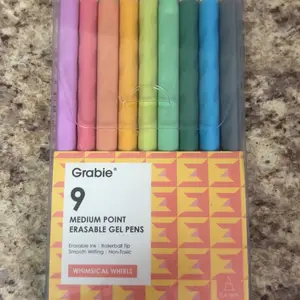 Grabie®
9
MEDIUM POINT
ERASABLE GEL PENS
Erasable Ink | Rollerball Tip
Smooth Writing | Non-Toxic
WHIMSICAL WHIRLS